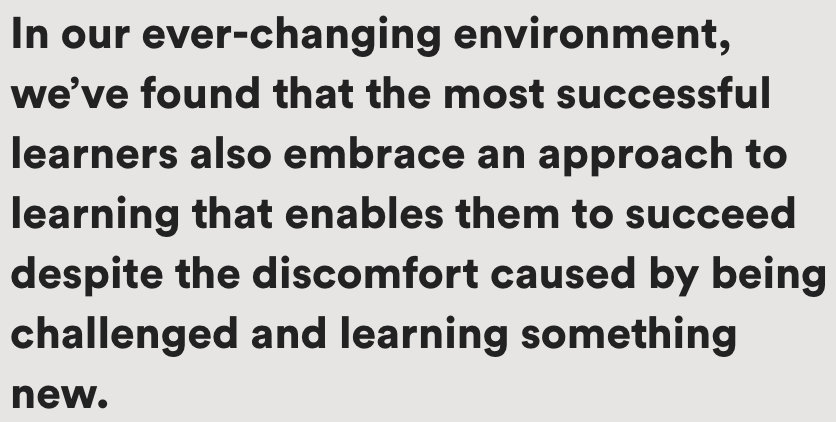 In our ever-changing environment,
we’ve found that the most successful
learners also embrace an approach to
learning that enables them to succeed
despite the discomfort caused by being
challenged and learning something
new.